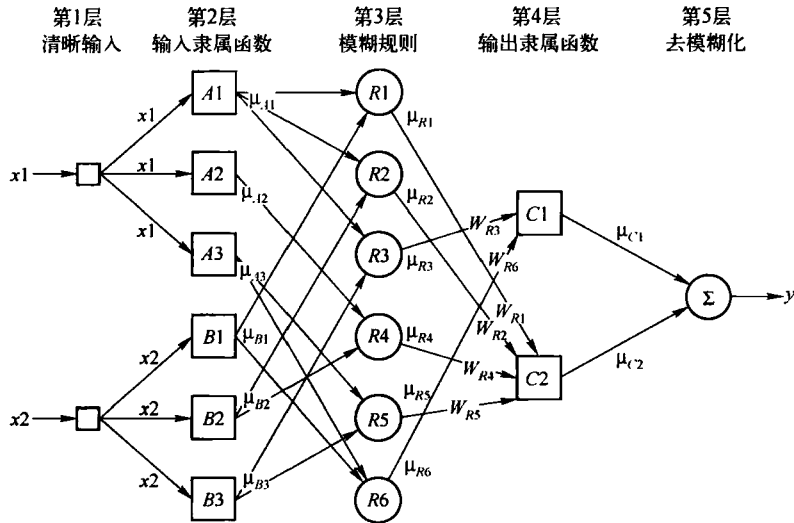 第1层 第2层 第3层 第4层 第5层
清晰输入 输入隶属函数 模糊规则 输出隶属函数 去模糊化
A1
R1
μA1
μR1
x1
x1
x1
A2
R2
μA2
μR2
C1
WR3
μC1
x1
A3
R3
μA3
μR3
WR6
Σ
y
B1
R4
μB1
μR4
WR1
WR2
C2
μC2
x2
WR4
x2
x2
B2
R5
μB2
μR5
WR5
x2
B3
R6
μB3
μR6